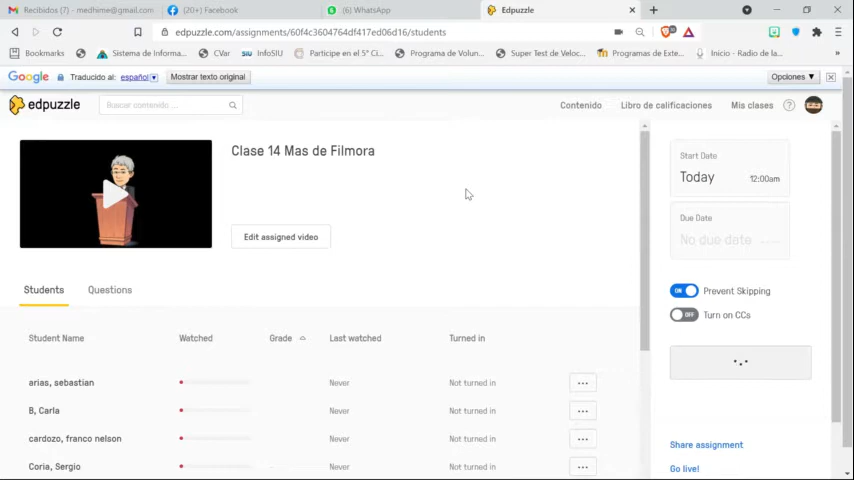 Recibidos (7) - medhime@gmail.com
(20+) Facebook
(6) WhatsApp
Edpuzzle
edpuzzle.com/assignments/60f4c3604764df417ed06d16/students
Bookmarks
Sistema de Informa...
CVar
InfoSIU
Participe en el 5° Ci...
Programa de Volun...
Super Test de Veloc...
Programas de Exte...
Inicio - Radio de la...
Google
Traducido al: español
Mostrar texto original
Opciones ▼
edpuzzle
Buscar contenido ...
Contenido
Libro de calificaciones
Mis clases
Clase 14 Mas de Filmora
Edit assigned video
Start Date
Today 12:00am
Due Date
No due date
Students
Questions
ON Prevent Skipping
OFF Turn on CCs
Student Name Watched Grade Last watched Turned in
arias, sebastian Never Not turned in
B, Carla Never Not turned in
cardozo, franco nelson Never Not turned in
Coria, Sergio Never Not turned in
Share assignment
Go live!